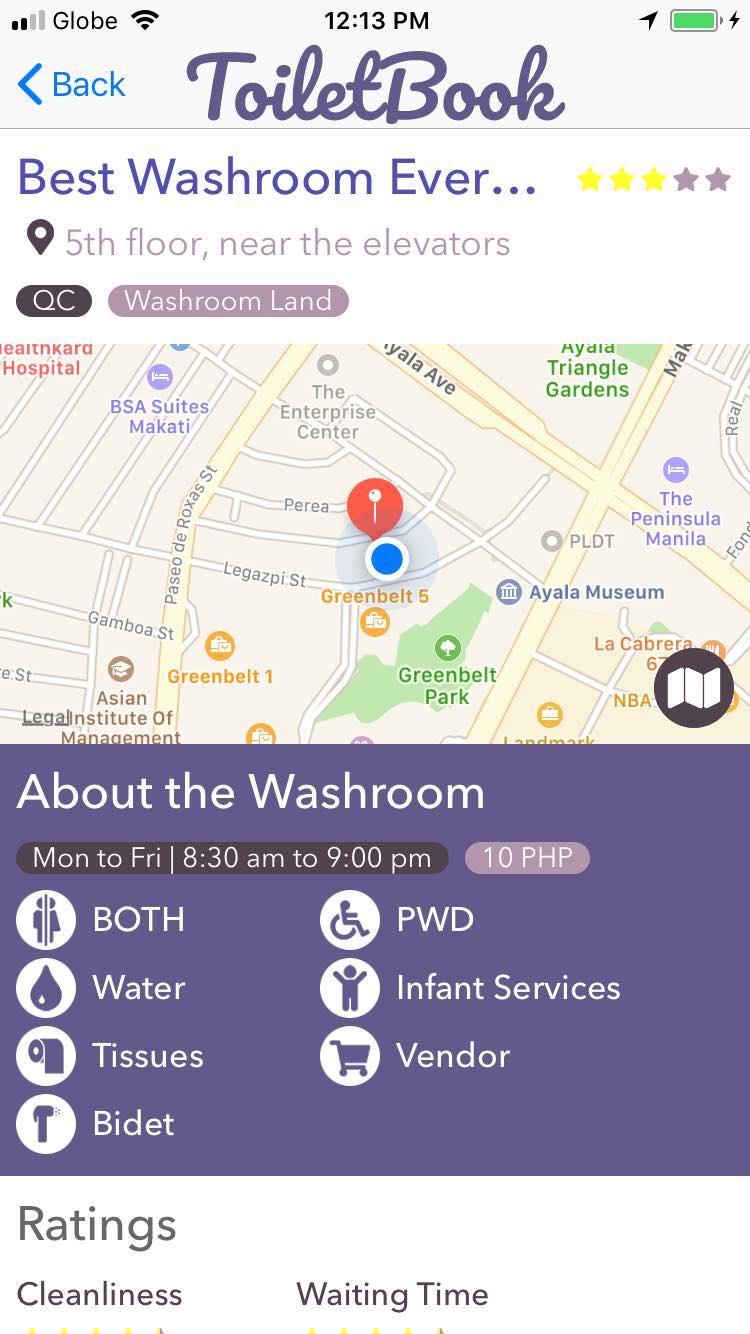 Globe 12:13 PM
Back ToiletBook
Best Washroom Ever...
5th floor, near the elevators
QC Washroom Land
ealthkard
Hospital
BSA Suites
Makati
The
Enterprise
Center
Ayala Ave
Ayala
Triangle
Gardens
Mak
Real
Paseo de Roxas St
Perea
The
Peninsula
Manila
PLDT
Fong
Legazpi St
Greenbelt 5
Ayala Museum
k
Gamboa St
Greenbelt 1
Greenbelt
Park
La Cabrera
67
e St
Asian
Institute Of
Management
Legal
NBA
Landmark
About the Washroom
Mon to Fri | 8:30 am to 9:00 pm 10 PHP
BOTH PWD
Water Infant Services
Tissues Vendor
Bidet
Ratings
Cleanliness Waiting Time